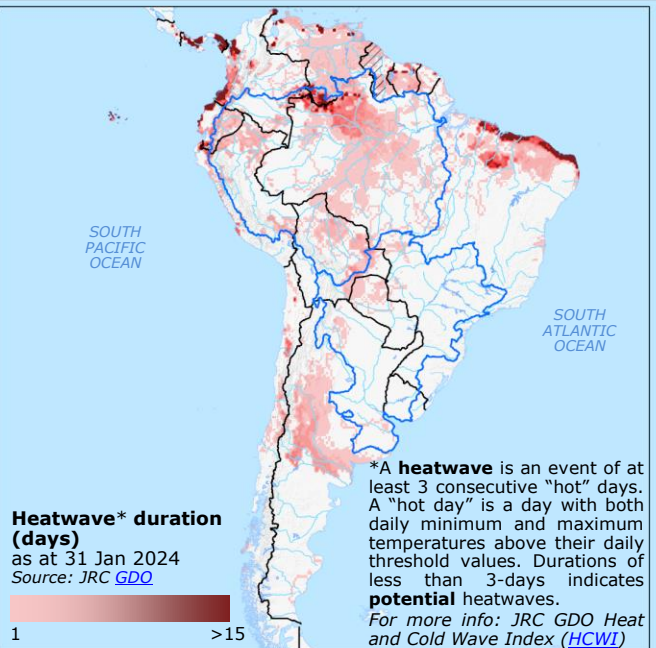 SOUTH
PACIFIC
OCEAN
SOUTH
ATLANTIC
OCEAN
Heatwave* duration
(days)
as at 31 Jan 2024
Source: JRC GDO
1 >15
*A heatwave is an event of at
least 3 consecutive “hot” days.
A “hot day” is a day with both
daily minimum and maximum
temperatures above their daily
threshold values. Durations of
less than 3-days indicates
potential heatwaves.
For more info: JRC GDO Heat
and Cold Wave Index (HCWI)